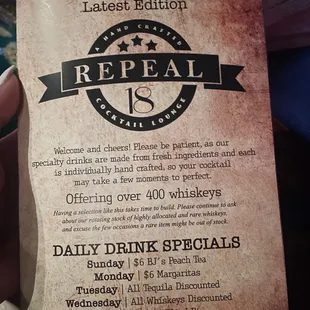 Latest Edition
A HAND CRAFTED
REPEAL
18
COCKTAIL LOUNGE
Welcome and cheers! Please be patient, as our
specialty drinks are made from fresh ingredients and each
is individually hand crafted, so your cocktail
may take a few moments to perfect.
Offering over 400 whiskeys
Having a selection like this takes time to build. Please continue to ask
about our rotating stock of highly allocated and rare whiskeys,
and excuse the few occasions a rare item might be out of stock.
DAILY DRINK SPECIALS
Sunday | $6 BJ's Peach Tea
Monday | $6 Margaritas
Tuesday | All Tequila Discounted
Wednesday | All Whiskeys Discounted